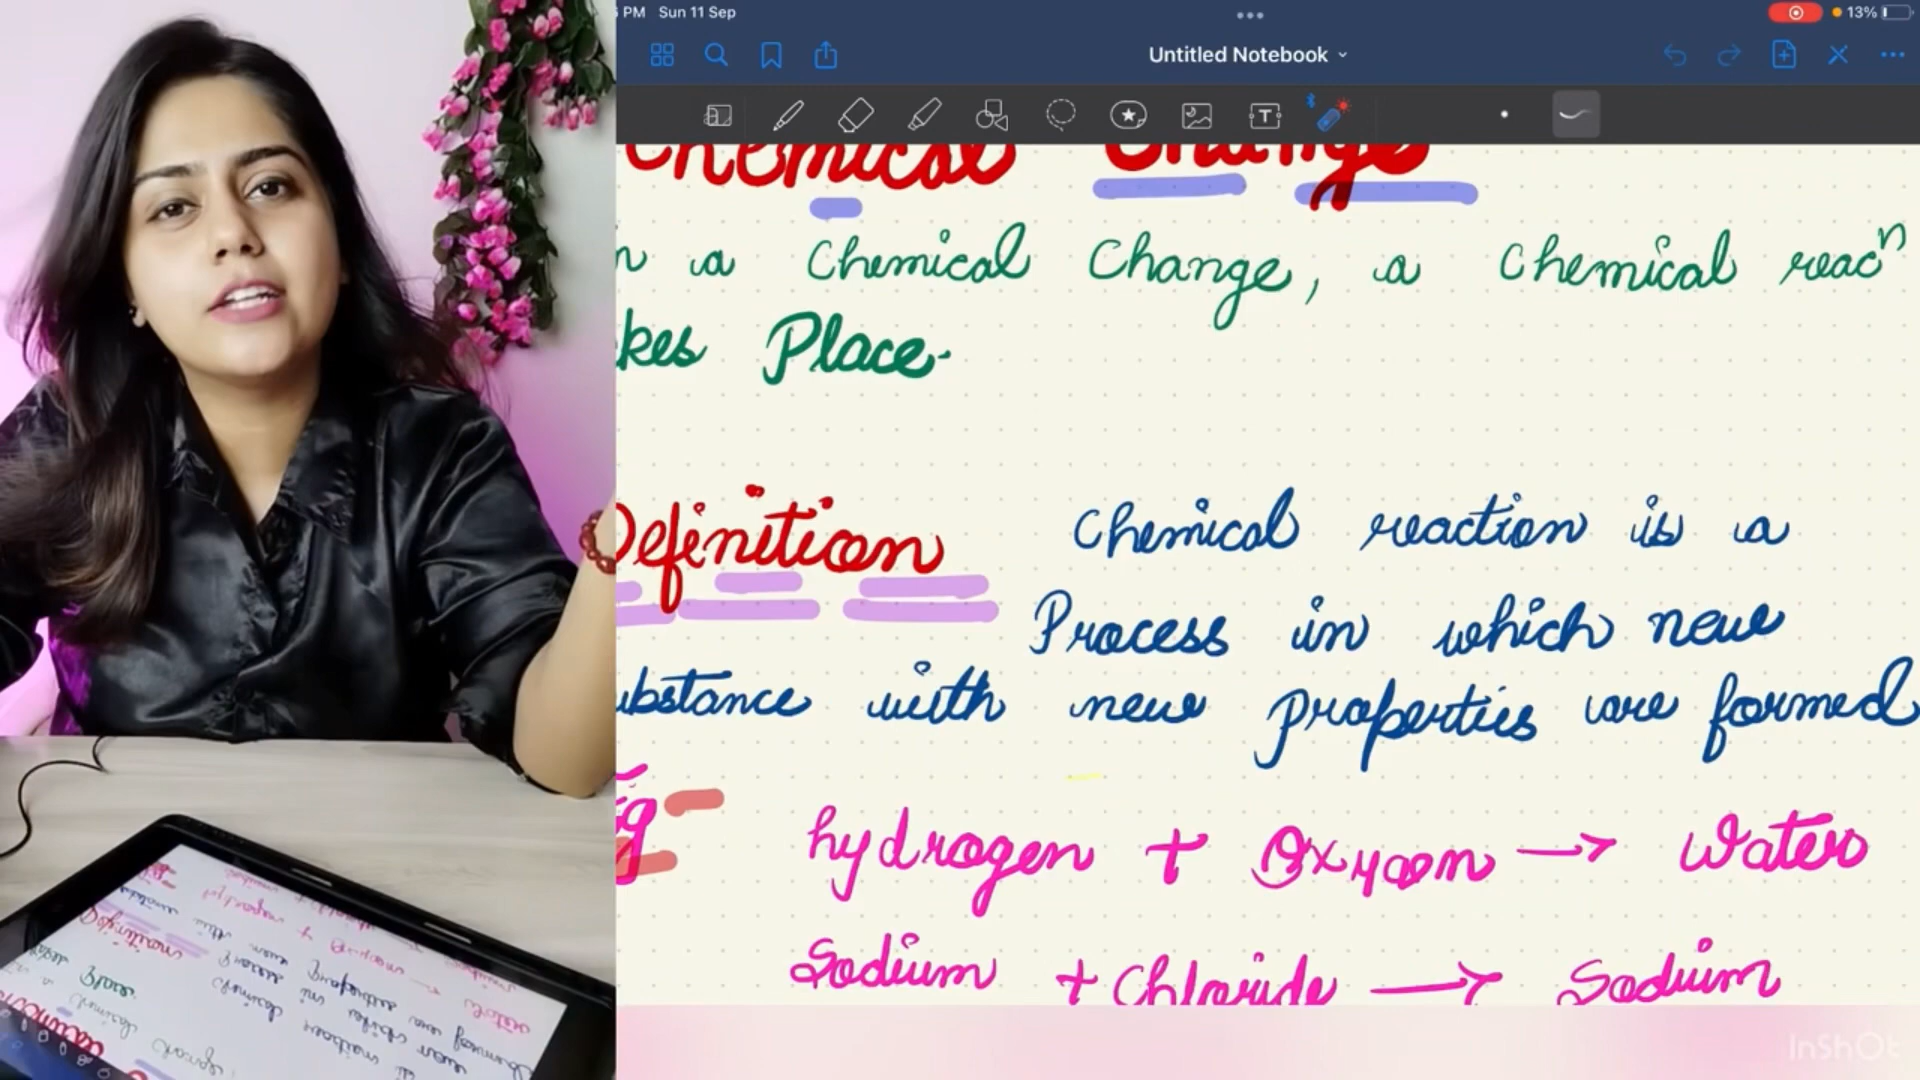 PM Sun 11 Sep
13%
Untitled Notebook
T
Chemical Change
n a Chemical Change, a Chemical reacⁿ
kes Place.
Definition Chemical reaction is a
Process in which new
ubstance with new properties are formed
Eg
hydrogen + Oxygen → Water
Sodium + Chloride → Sodium
InShOt